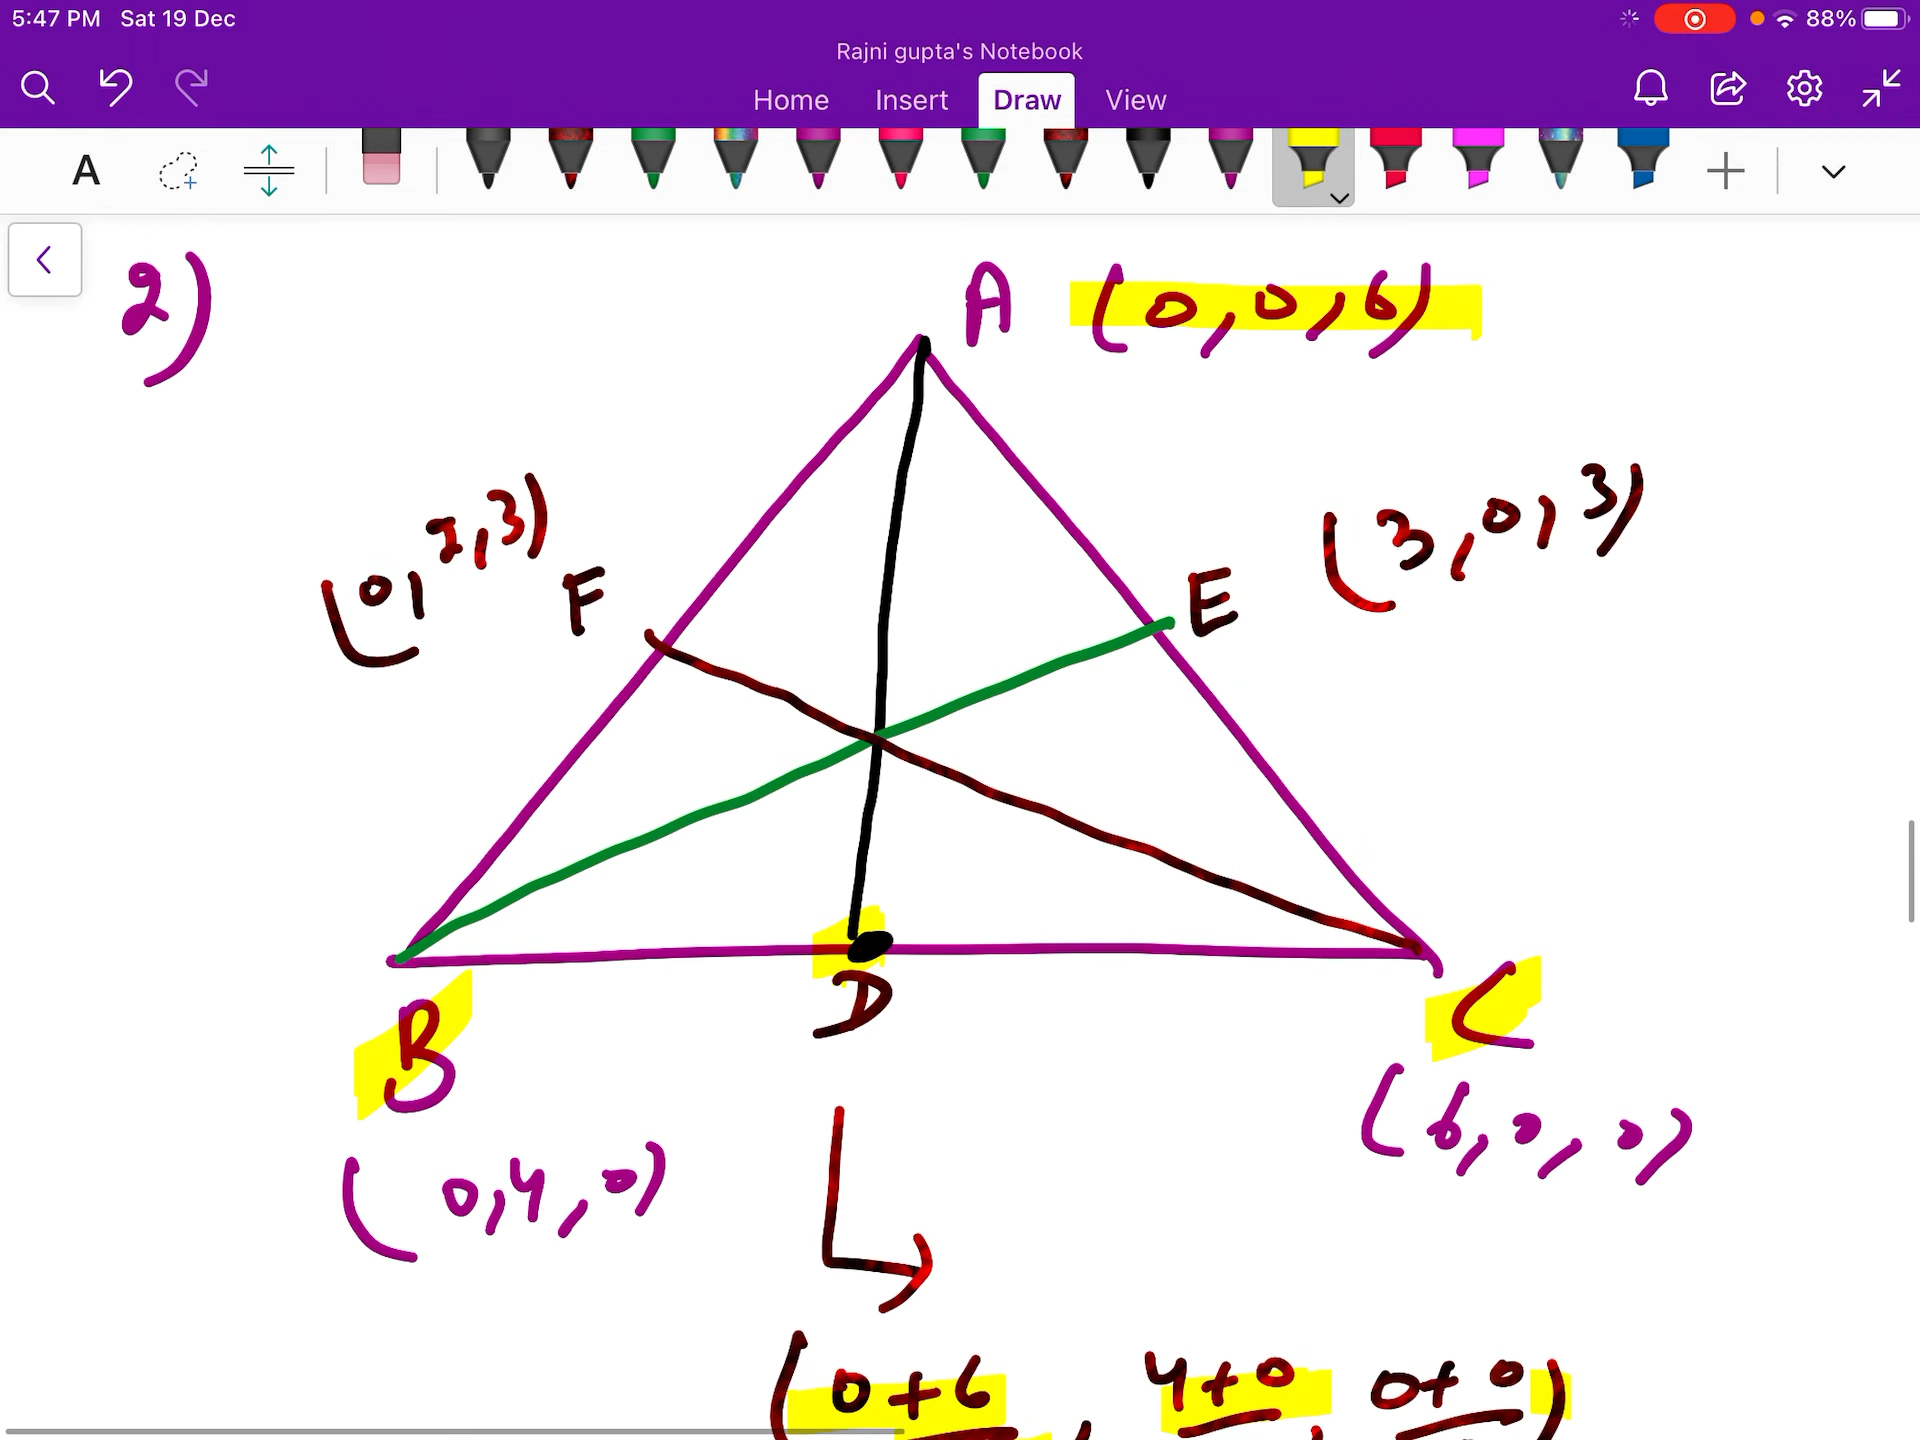 5:47 PM Sat 19 Dec
88%
Rajni gupta's Notebook
Home Insert Draw View
A
2)
A (0,0,6)
(0,2,3)
F
E
(3,0,3)
B
D
C
(0,4,0)
(6,0,0)
(0+6 , 4+0 , 0+0)